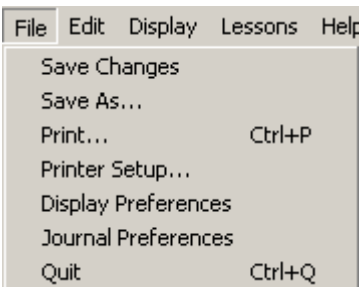 File Edit Display Lessons Help
Save Changes
Save As...
Print... Ctrl+P
Printer Setup...
Display Preferences
Journal Preferences
Quit Ctrl+Q